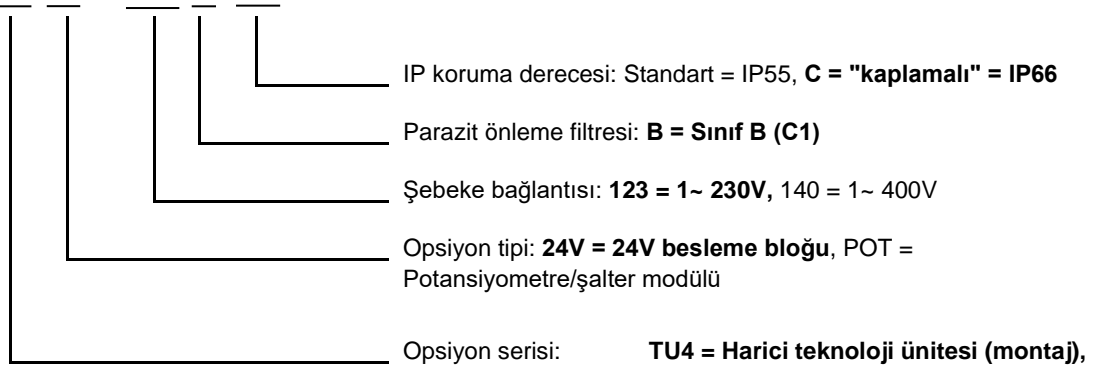 IP koruma derecesi: Standart = IP55, C = "kaplamalı" = IP66
Parazit önleme filtresi: B = Sınıf B (C1)
Şebeke bağlantısı: 123 = 1~ 230V, 140 = 1~ 400V
Opsiyon tipi: 24V = 24V besleme bloğu, POT =
Potansiyometre/şalter modülü
Opsiyon serisi: TU4 = Harici teknoloji ünitesi (montaj),